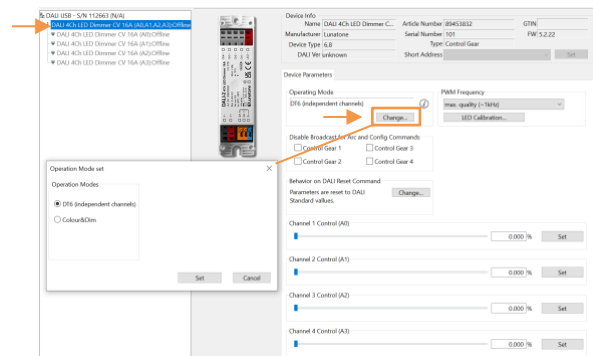 DALI USB - S/N 112663 (N/A)
DALI 4Ch LED Dimmer CV 16A (A0,A1,A2,A3):Offline
DALI 4Ch LED Dimmer CV 16A (A0):Offline
DALI 4Ch LED Dimmer CV 16A (A1):Offline
DALI 4Ch LED Dimmer CV 16A (A2):Offline
DALI 4Ch LED Dimmer CV 16A (A3):Offline
Device Info
Name DALI 4Ch LED Dimmer C... Article Number 89453832 GTIN
Manufacturer Lunatone Serial Number 101 FW 5.2.22
Device Type 6,8 Type Control Gear
DALI Ver unknown Short Address Set
Device Parameters
Operating Mode
DT6 (independent channels)
Change...
PWM Frequency
max. quality (~1kHz)
LED Calibration...
Disable Broadcast for Arc and Config Commands
Control Gear 1 Control Gear 3
Control Gear 2 Control Gear 4
Behavior on DALI Reset Command
Parameters are reset to DALI
Standard values.
Change...
Operation Mode set
Operation Modes
DT6 (independent channels)
Colour&Dim
Set Cancel
Channel 1 Control (A0)
0.000 % Set
Channel 2 Control (A1)
0.000 % Set
Channel 3 Control (A2)
0.000 % Set
Channel 4 Control (A3)
0.000 % Set